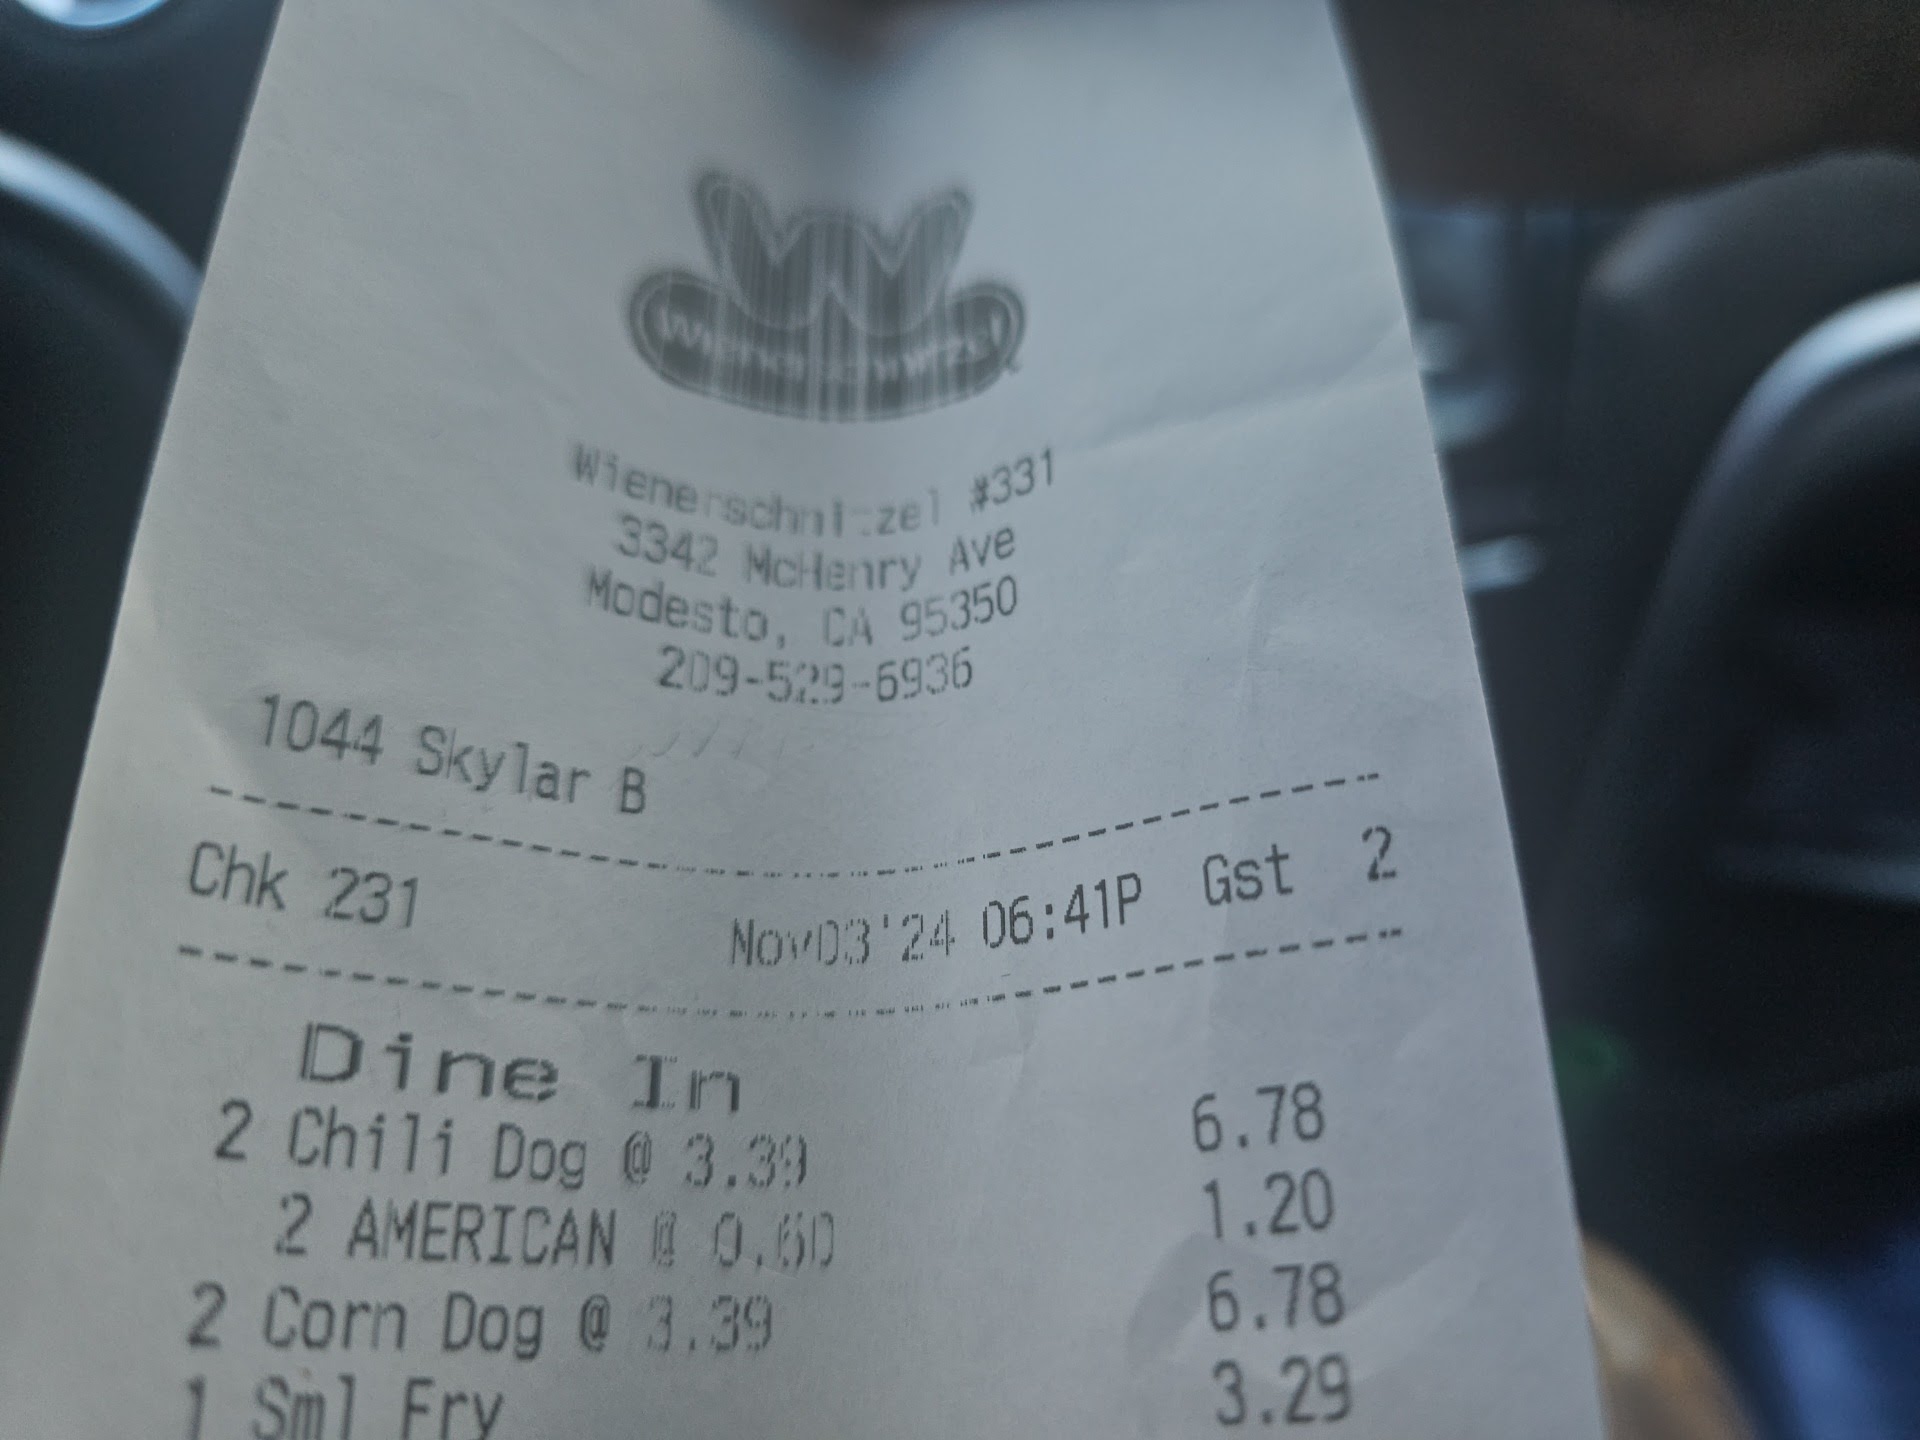 Wienerschnitzel
Wienerschnitzel #331
3342 McHenry Ave
Modesto, CA 95350
209-529-6936
1044 Skylar B
Chk 231 Nov03'24 06:41P Gst 2
Dine In
2 Chili Dog @ 3.39 6.78
2 AMERICAN @ 0.60 1.20
2 Corn Dog @ 3.39 6.78
1 Sml Fry 3.29